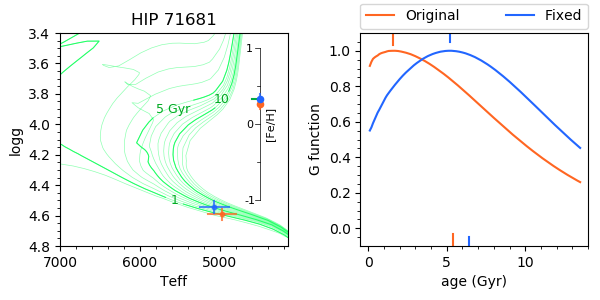 HIP 71681
Original Fixed
3.4
3.6
3.8
4.0
4.2
4.4
4.6
4.8
logg
7000 6000 5000
Teff
5 Gyr
10
1
1
0
-1
[Fe/H]
1.0
0.8
0.6
0.4
0.2
0.0
G function
0 5 10
age (Gyr)